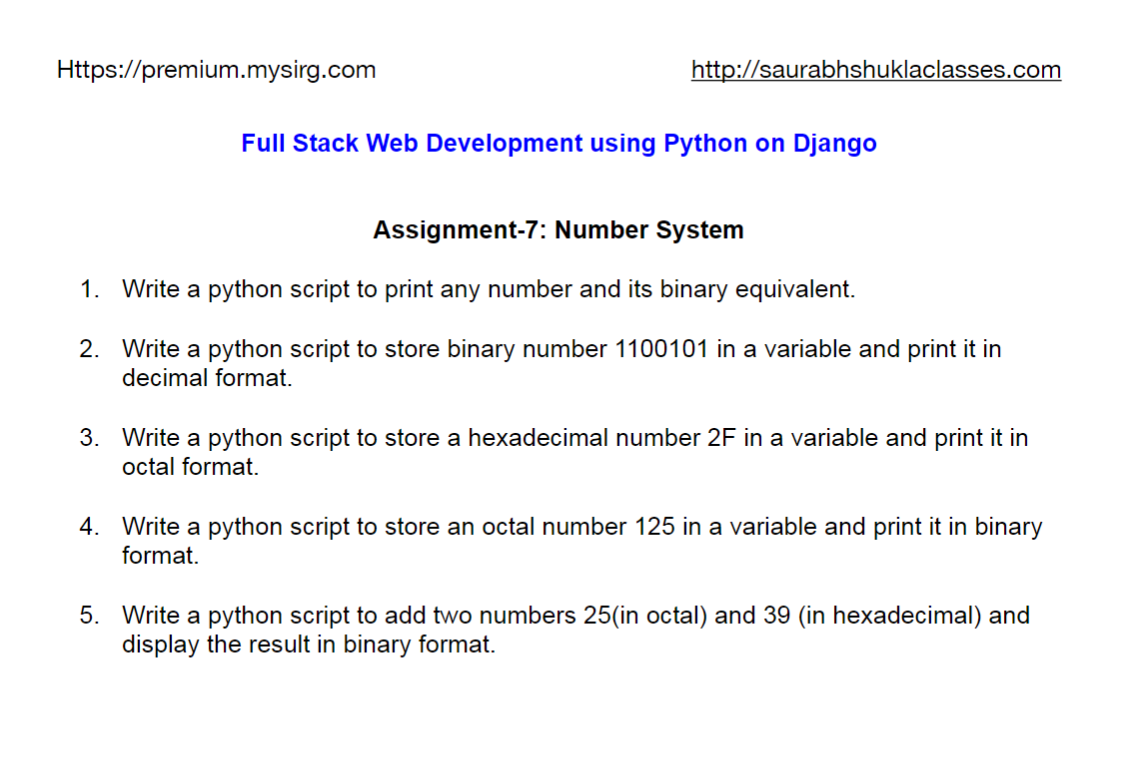 Https://premium.mysirg.com
http://saurabhshuklaclasses.com
Full Stack Web Development using Python on Django
Assignment-7: Number System
1. Write a python script to print any number and its binary equivalent.
2. Write a python script to store binary number 1100101 in a variable and print it in
decimal format.
3. Write a python script to store a hexadecimal number 2F in a variable and print it in
octal format.
4. Write a python script to store an octal number 125 in a variable and print it in binary
format.
5. Write a python script to add two numbers 25(in octal) and 39 (in hexadecimal) and
display the result in binary format.